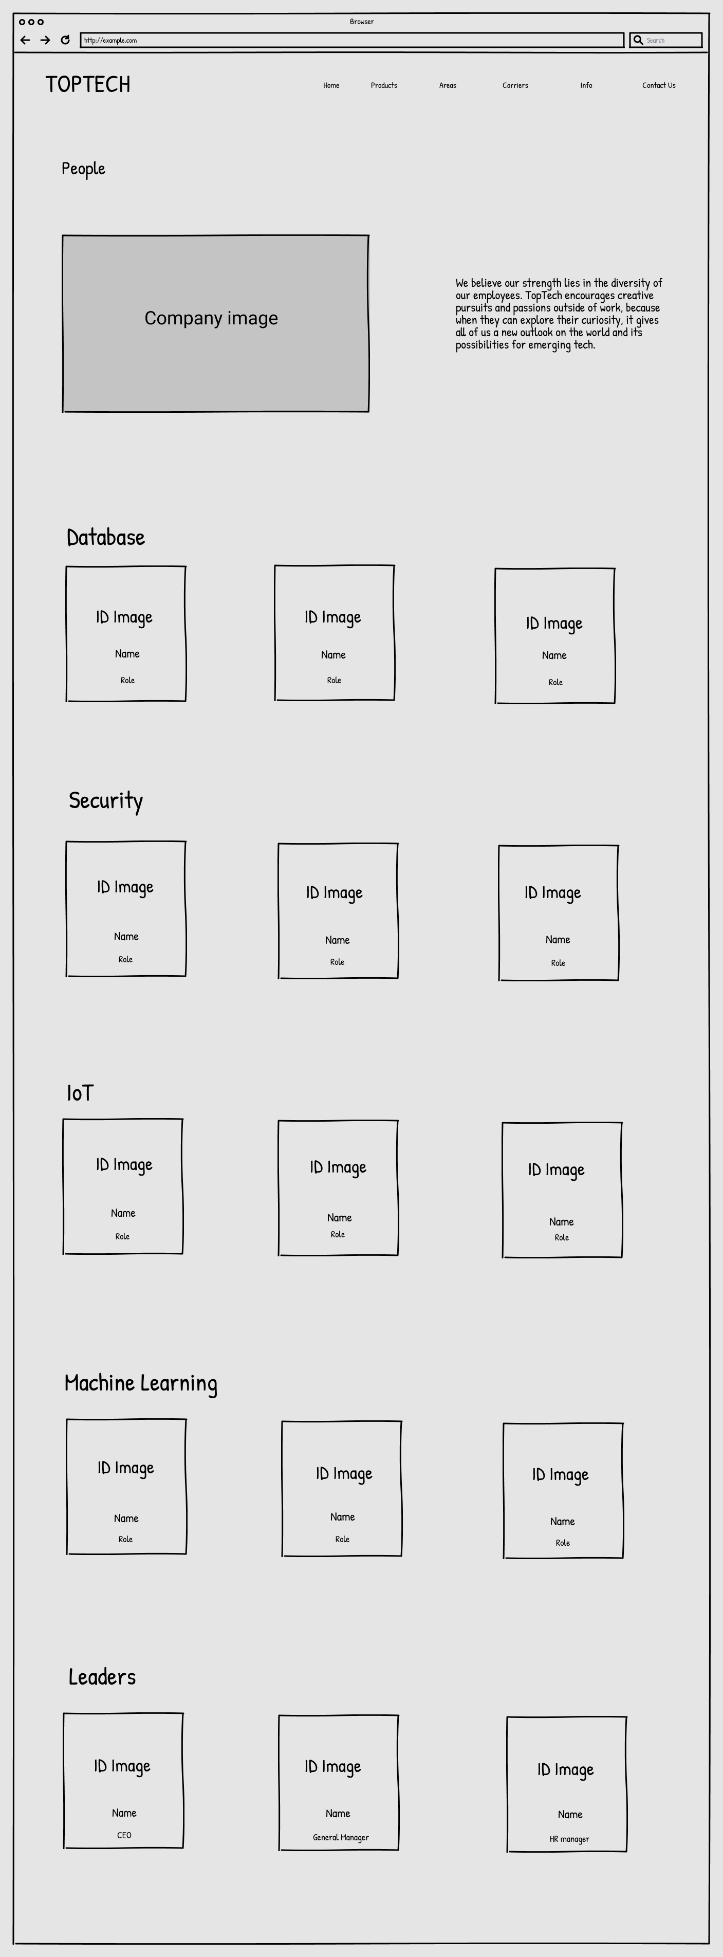 Browser
http://example.com
Search
TOPTECH
Home Products Areas Carriers Info Contact Us
People
Company image
We believe our strength lies in the diversity of
our employees. TopTech encourages creative
pursuits and passions outside of work, because
when they can explore their curiosity, it gives
all of us a new outlook on the world and its
possibilities for emerging tech.
Database
ID Image ID Image ID Image
Name Name Name
Role Role Role
Security
ID Image ID Image ID Image
Name Name Name
Role Role Role
IoT
ID Image ID Image ID Image
Name Name Name
Role Role Role
Machine Learning
ID Image ID Image ID Image
Name Name Name
Role Role Role
Leaders
ID Image ID Image ID Image
Name Name Name
CEO General Manager HR manager